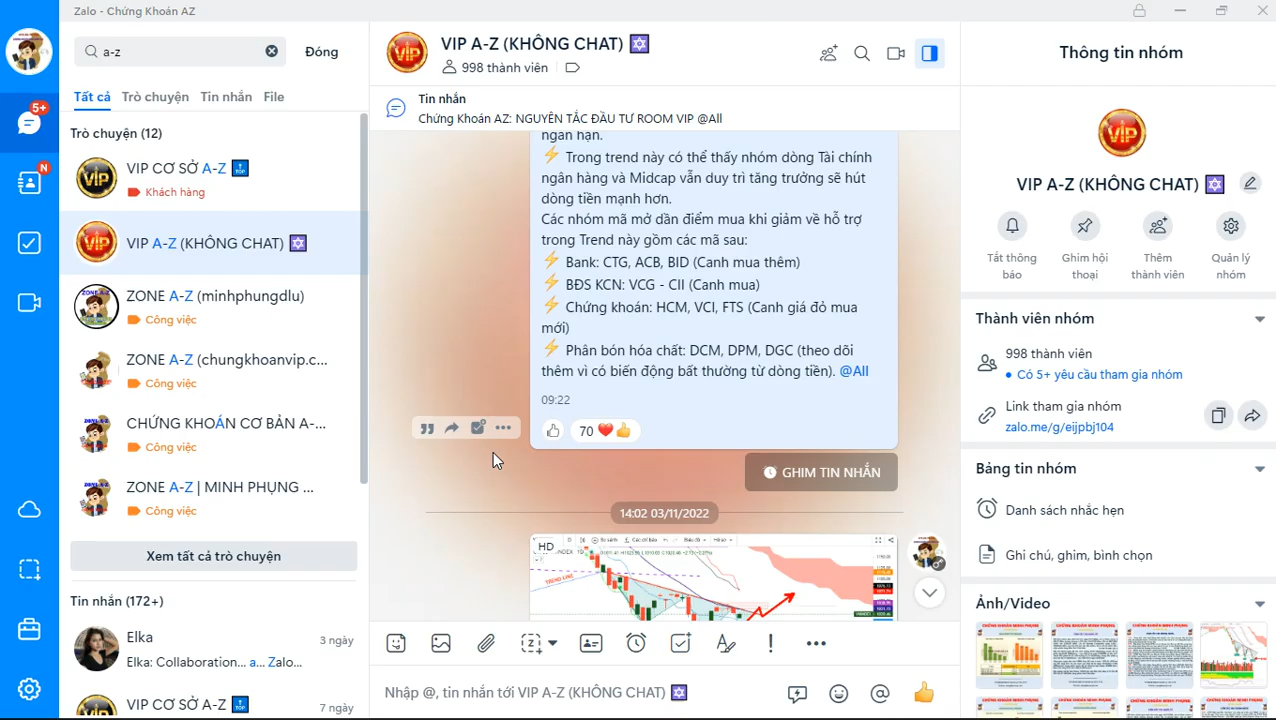 Zalo - Chứng Khoán AZ
a-z
Đóng
Tất cả Trò chuyện Tin nhắn File
Trò chuyện (12)
VIP CƠ SỞ A-Z TOP
Khách hàng
VIP A-Z (KHÔNG CHAT)
ZONE A-Z (minhphungdlu)
Công việc
ZONE A-Z (chungkhoanvip.c...
Công việc
CHỨNG KHOÁN CƠ BẢN A-...
Công việc
ZONE A-Z | MINH PHỤNG ...
Công việc
Xem tất cả trò chuyện
Tin nhắn (172+)
Elka 3 ngày
Elka: Collaboration... a... Zalo...
VIP CƠ SỞ A-Z TOP 7 ngày
5+
N
VIP A-Z (KHÔNG CHAT)
998 thành viên
Tin nhắn
Chứng Khoán AZ: NGUYÊN TẮC ĐẦU TƯ ROOM VIP @All
ngắn hạn.
Trong trend này có thể thấy nhóm dòng Tài chính
ngân hàng và Midcap vẫn duy trì tăng trưởng sẽ hút
dòng tiền mạnh hơn.
Các nhóm mã mở dần điểm mua khi giảm về hỗ trợ
trong Trend này gồm các mã sau:
Bank: CTG, ACB, BID (Canh mua thêm)
BĐS KCN: VCG - CII (Canh mua)
Chứng khoán: HCM, VCI, FTS (Canh giá đỏ mua
mới)
Phân bón hóa chất: DCM, DPM, DGC (theo dõi
thêm vì có biến động bất thường từ dòng tiền). @All
09:22
70
GHIM TIN NHẮN
14:02 03/11/2022
HD
TREND LINE
Nhập @, tin nhắn tới VIP A-Z (KHÔNG CHAT)
Thông tin nhóm
VIP
VIP A-Z (KHÔNG CHAT)
Tắt thông báo
Ghim hội thoại
Thêm thành viên
Quản lý nhóm
Thành viên nhóm
998 thành viên
Có 5+ yêu cầu tham gia nhóm
Link tham gia nhóm
zalo.me/g/eijpbj104
Bảng tin nhóm
Danh sách nhắc hẹn
Ghi chú, ghim, bình chọn
Ảnh/Video